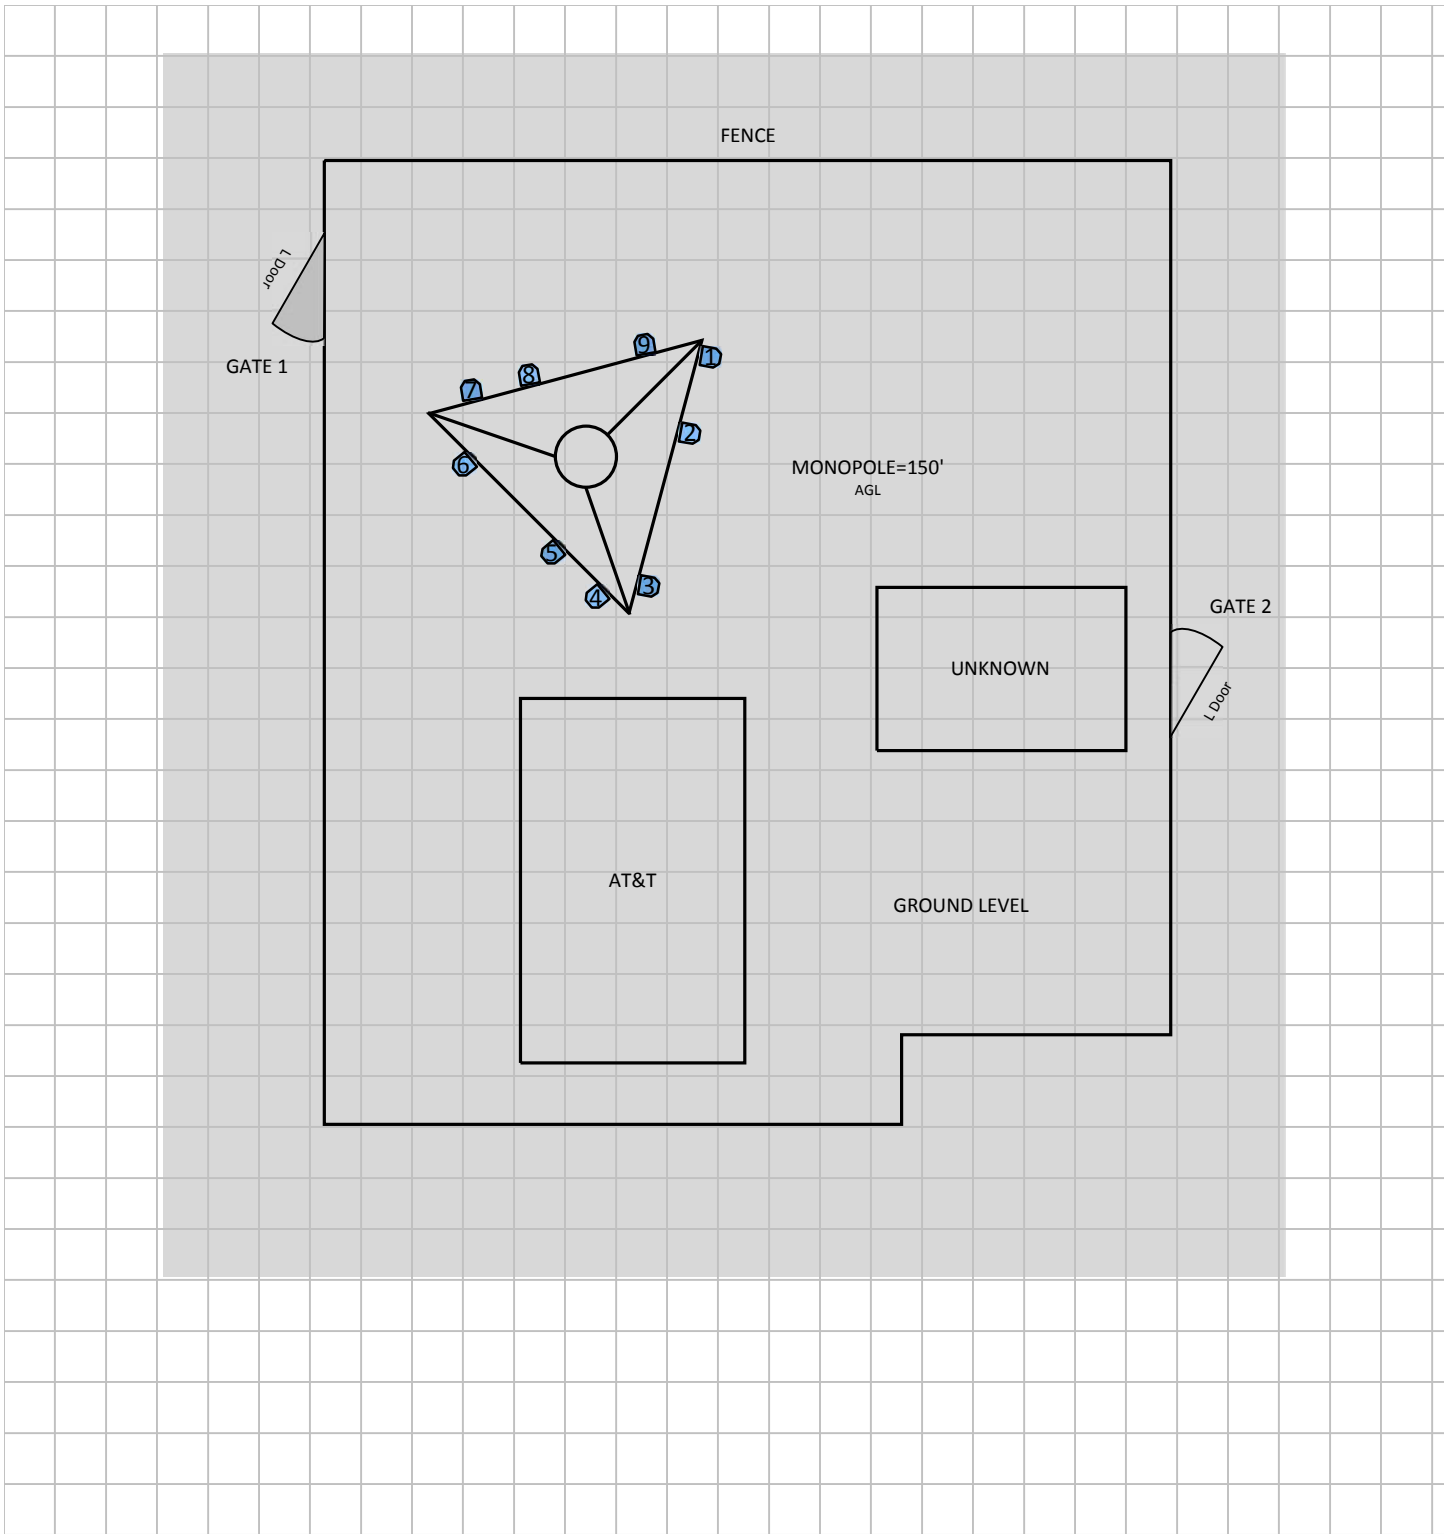 FENCE
L Door
GATE 1
9
1
8
7
2
6
MONOPOLE=150'
AGL
5
3
4
GATE 2
UNKNOWN
L Door
AT&T
GROUND LEVEL